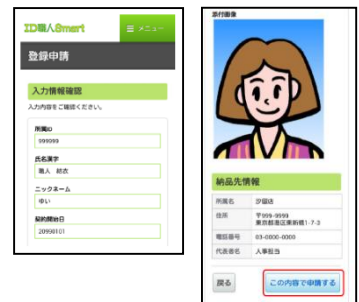 ID職人Smart
≡ メニュー
登録申請
入力情報確認
入力内容をご確認ください。
所属ID
999999
氏名漢字
職人 結衣
ニックネーム
ゆい
契約開始日
20990101
添付画像
納品先情報
所属名 汐留店
住所 〒999-9999
東京都港区東新橋1-7-3
電話番号 03-0000-0000
代表者名 人事担当
戻る
この内容で申請する